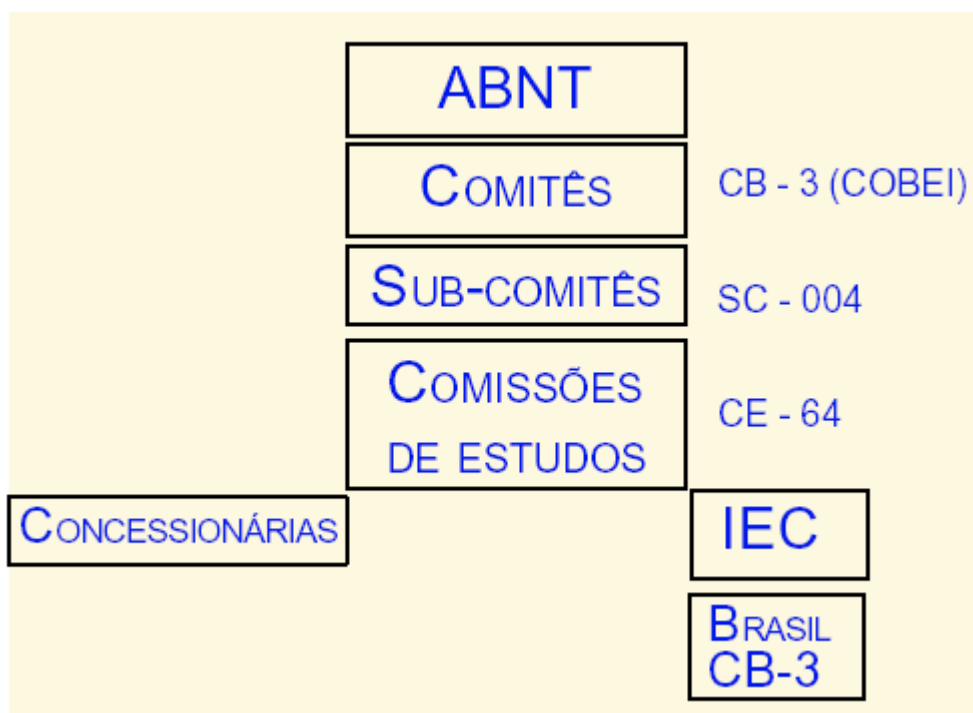 ABNT
COMITÊS
CB - 3 (COBEI)
SUB-COMITÊS
SC - 004
COMISSÕES
DE ESTUDOS
CE - 64
CONCESSIONÁRIAS
IEC
BRASIL
CB-3